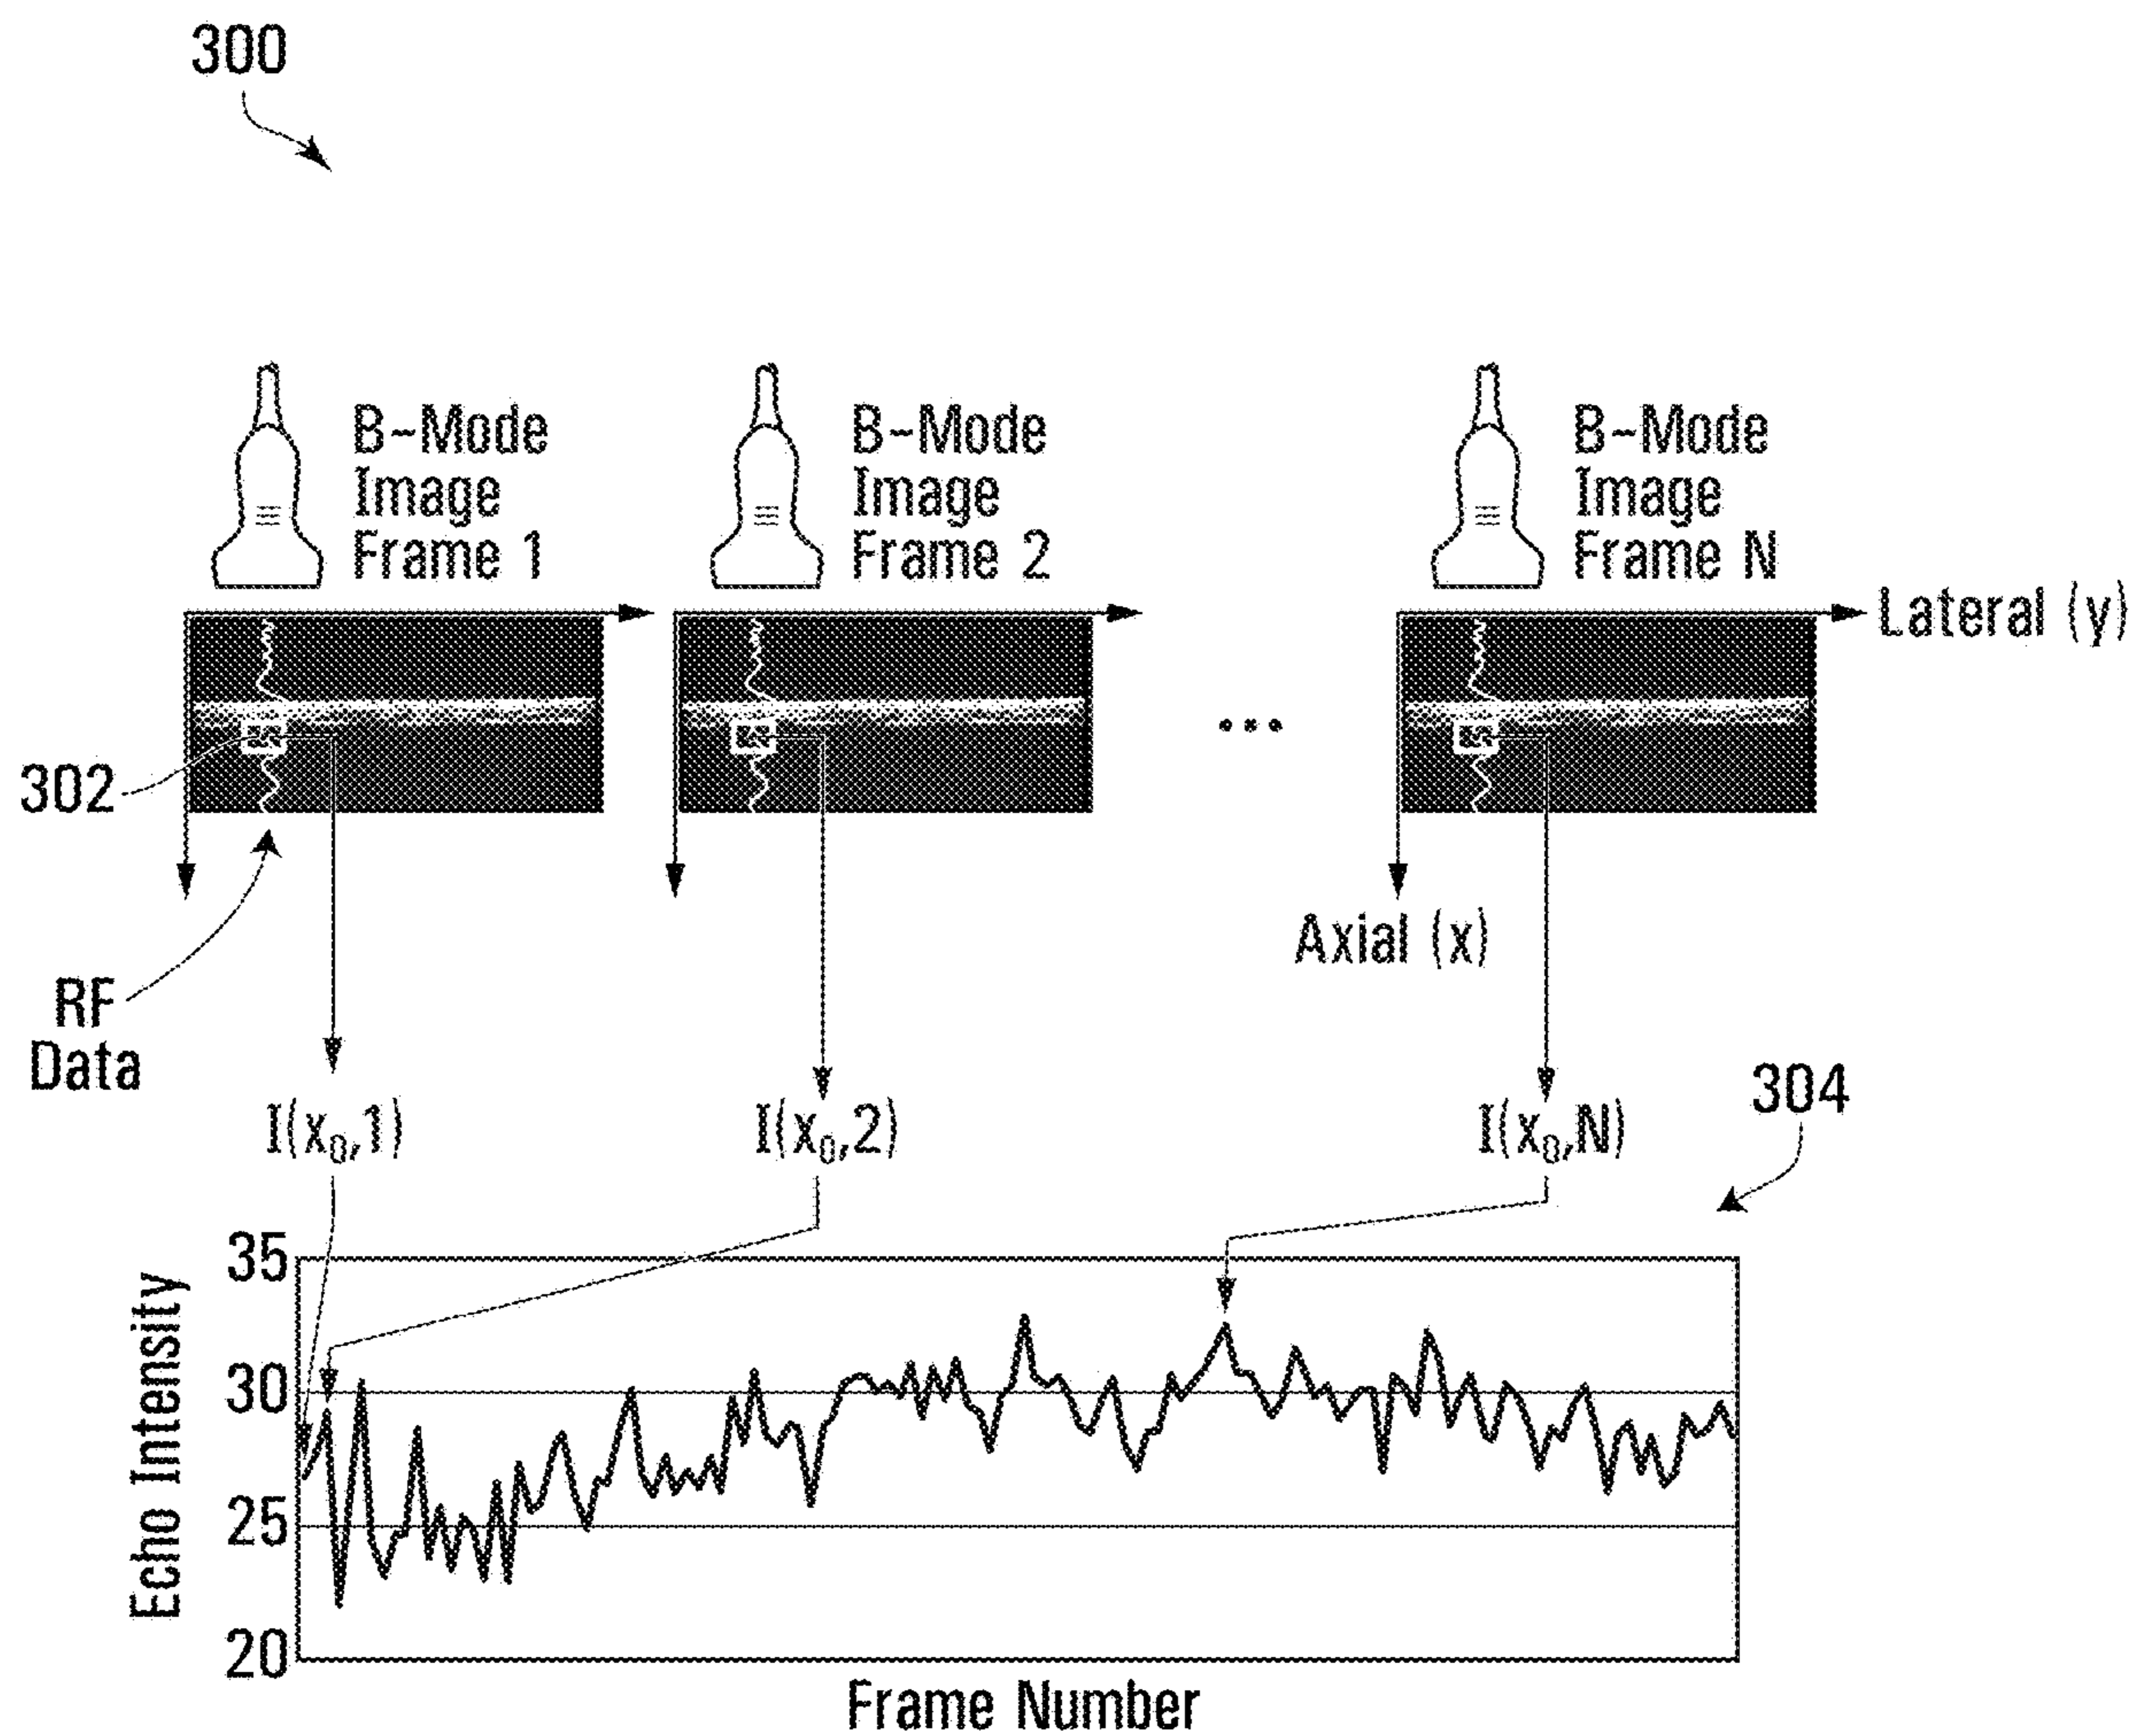 300
B-Mode
Image
Frame 1
B-Mode
Image
Frame 2
B-Mode
Image
Frame N
Lateral (y)
...
302
Axial (x)
RF
Data
304
I(x₀,1)
I(x₀,2)
I(x₀,N)
35
30
25
20
Echo Intensity
Frame Number